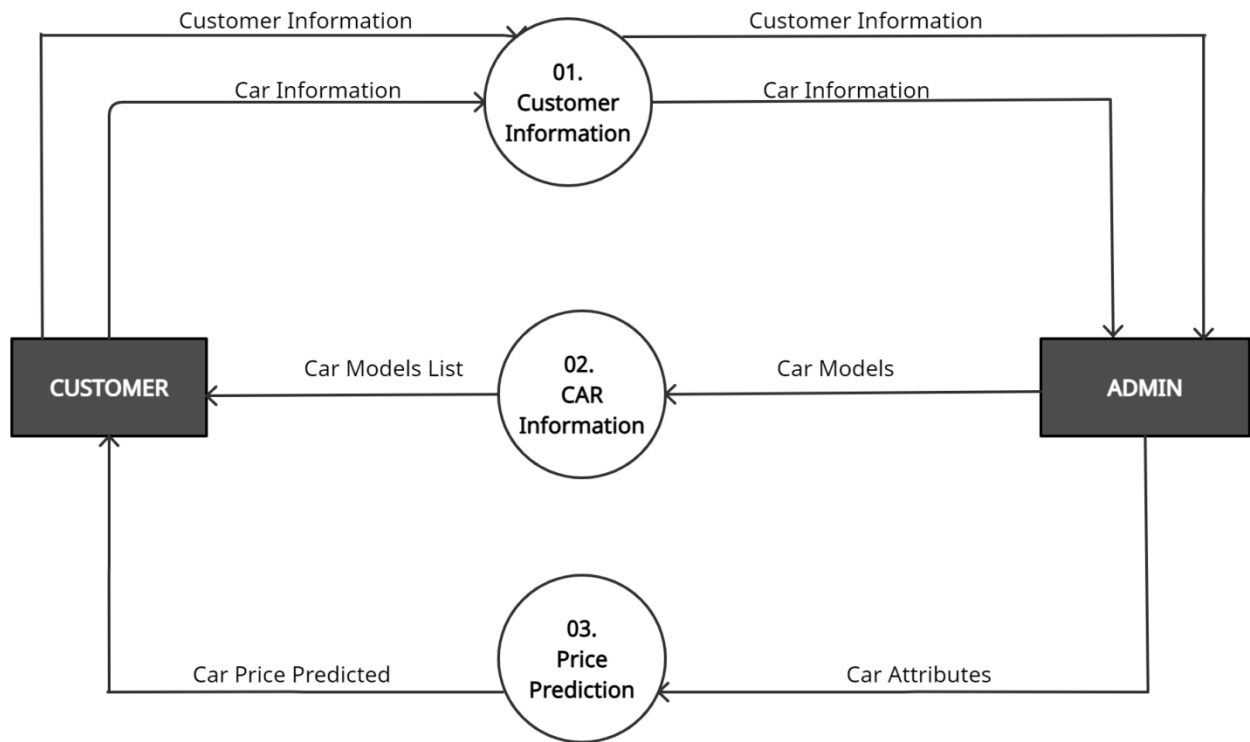 Customer Information
Customer Information
01.
Customer
Information
Car Information
Car Information
CUSTOMER
Car Models List
02.
CAR
Information
Car Models
ADMIN
03.
Price
Prediction
Car Price Predicted
Car Attributes